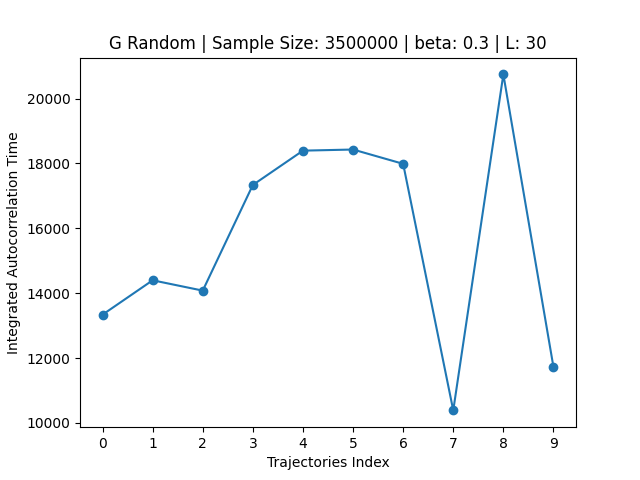 G Random | Sample Size: 3500000 | beta: 0.3 | L: 30
Integrated Autocorrelation Time
20000
18000
16000
14000
12000
10000
0 1 2 3 4 5 6 7 8 9
Trajectories Index